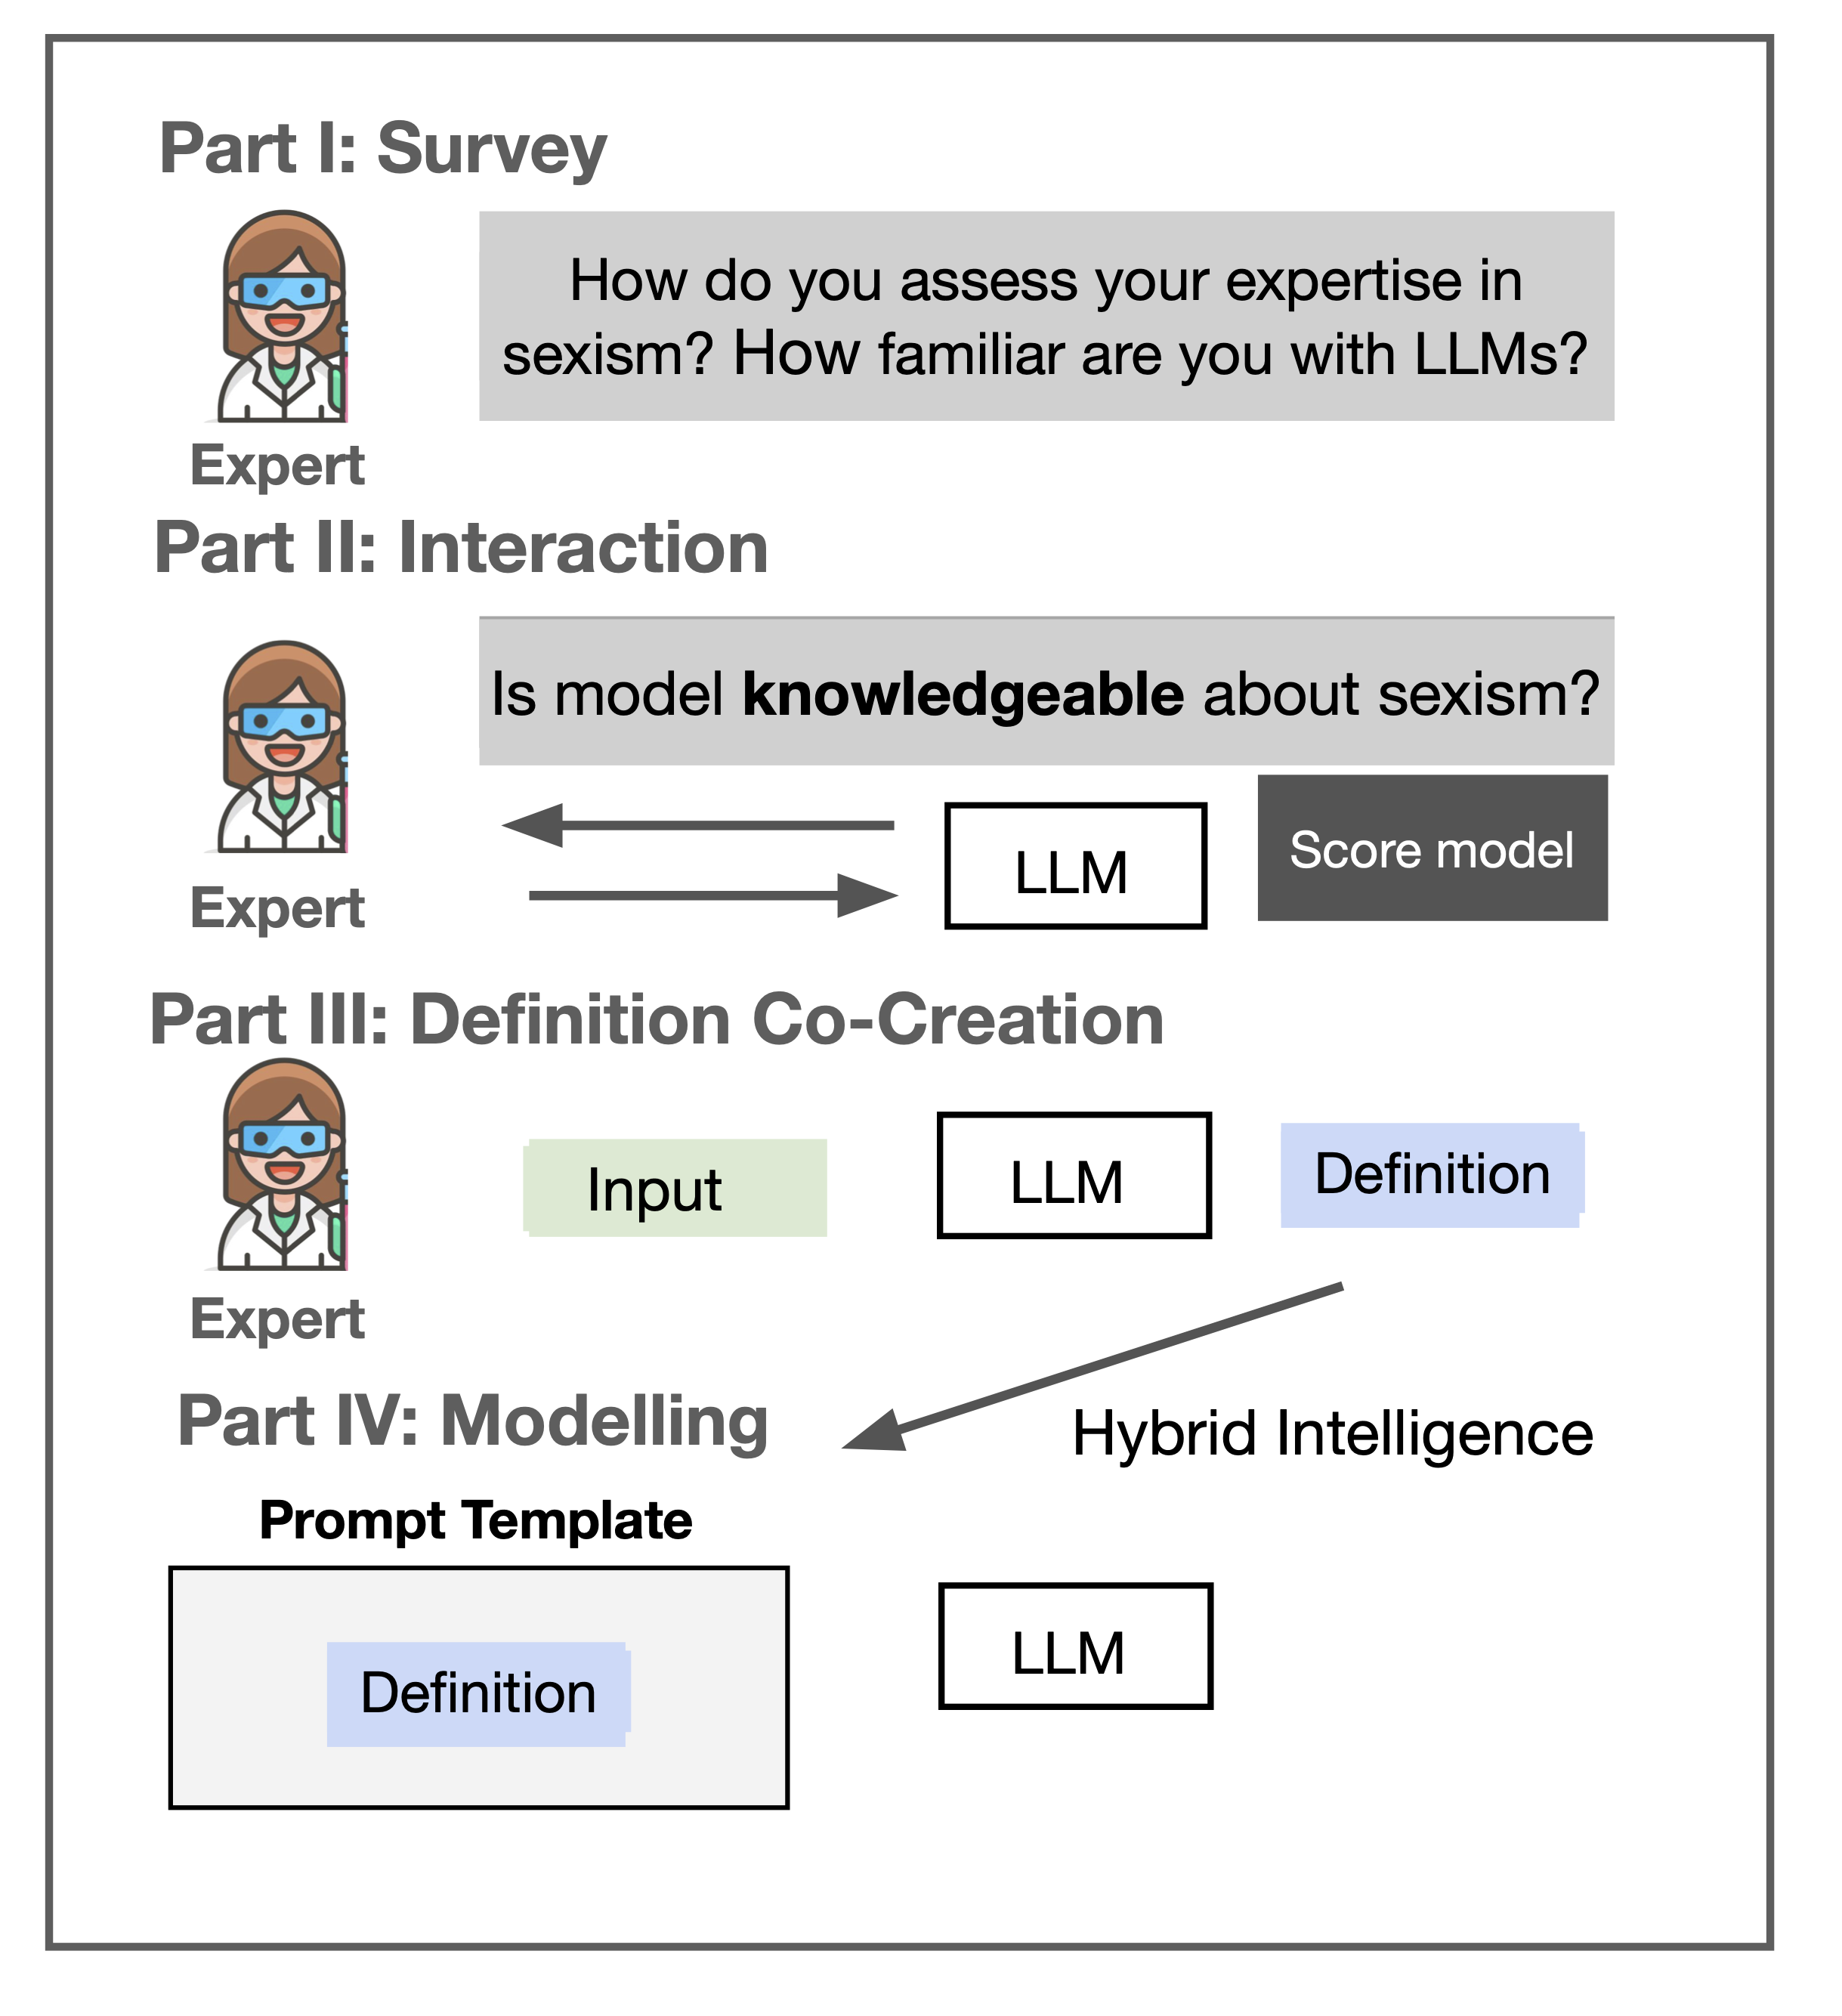 Part I: Survey
How do you assess your expertise in
sexism? How familiar are you with LLMs?
Expert
Part II: Interaction
Is model knowledgeable about sexism?
LLM
Score model
Expert
Part III: Definition Co-Creation
Input
LLM
Definition
Expert
Part IV: Modelling
Hybrid Intelligence
Prompt Template
Definition
LLM